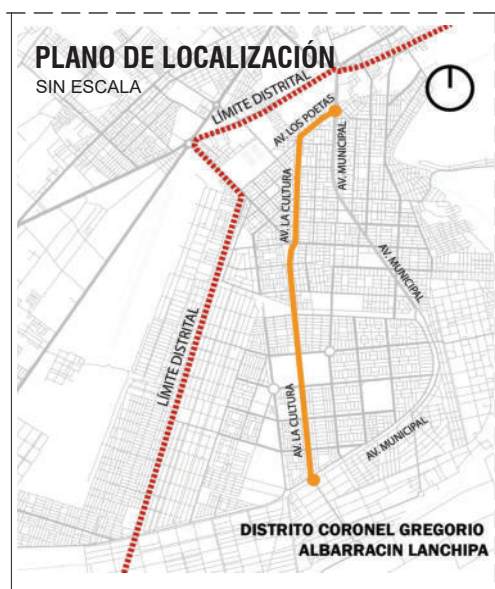 PLANO DE LOCALIZACIÓN
SIN ESCALA
LÍMITE DISTRITAL
AV. LOS POETAS
AV. MUNICIPAL
AV. LA CULTURA
AV. MUNICIPAL
LÍMITE DISTRITAL
AV. LA CULTURA
AV. MUNICIPAL
DISTRITO CORONEL GREGORIO
ALBARRACIN LANCHIPA